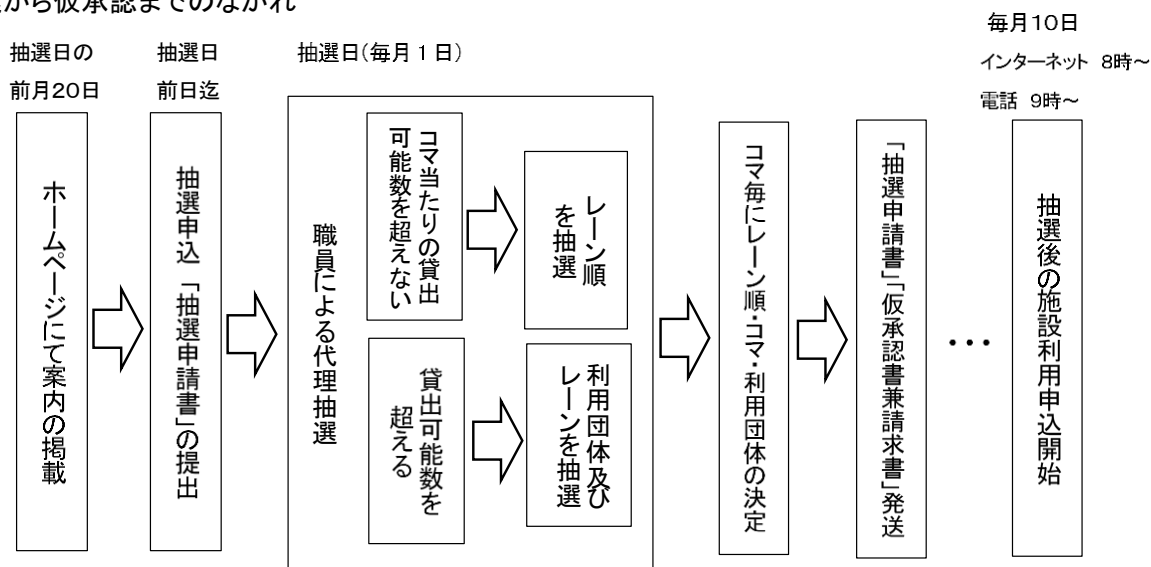 から仮承認までのながれ
抽選日の
前月20日
抽選日
前日迄
抽選日(毎月1日)
毎月10日
インターネット 8時~
電話 9時~
ホームページにて案内の掲載
抽選申込「抽選申請書」の提出
職員による代理抽選
コマ当たりの貸出
可能数を超えない
レーン順
を抽選
貸出可能数を
超える
利用団体及び
レーンを抽選
コマ毎にレーン順・コマ・利用団体の決定
「抽選申請書」「仮承認書兼請求書」発送
…
抽選後の施設利用申込開始